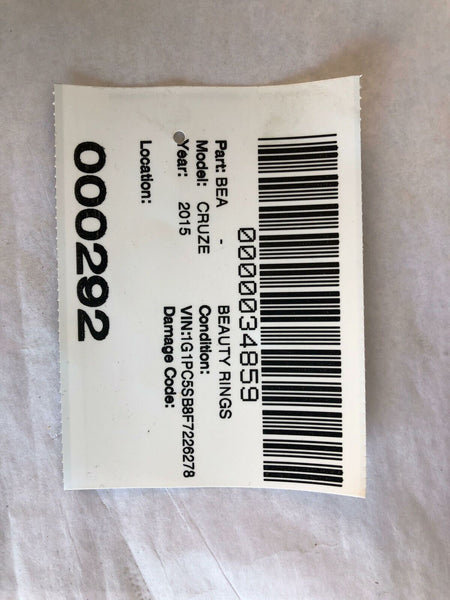 0000034859
Part: BEA - BEAUTY RINGS
Model: CRUZE Condition:
Year: 2015 VIN:1G1PC5SB8F7226278
Damage Code:
Location:
000292